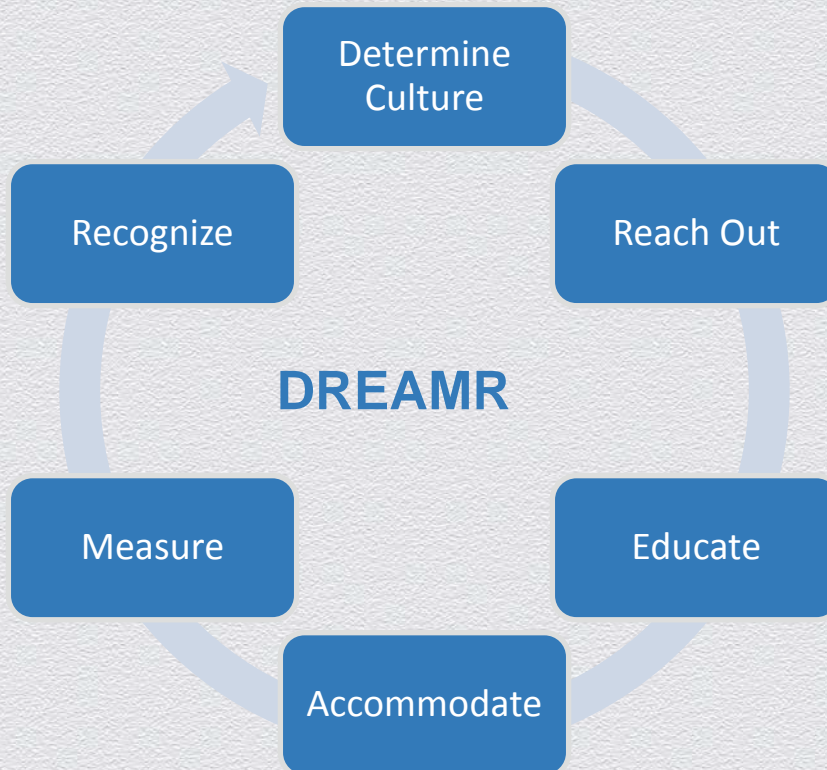 Determine
Culture
Reach Out
Educate
Accommodate
Measure
Recognize
DREAMR